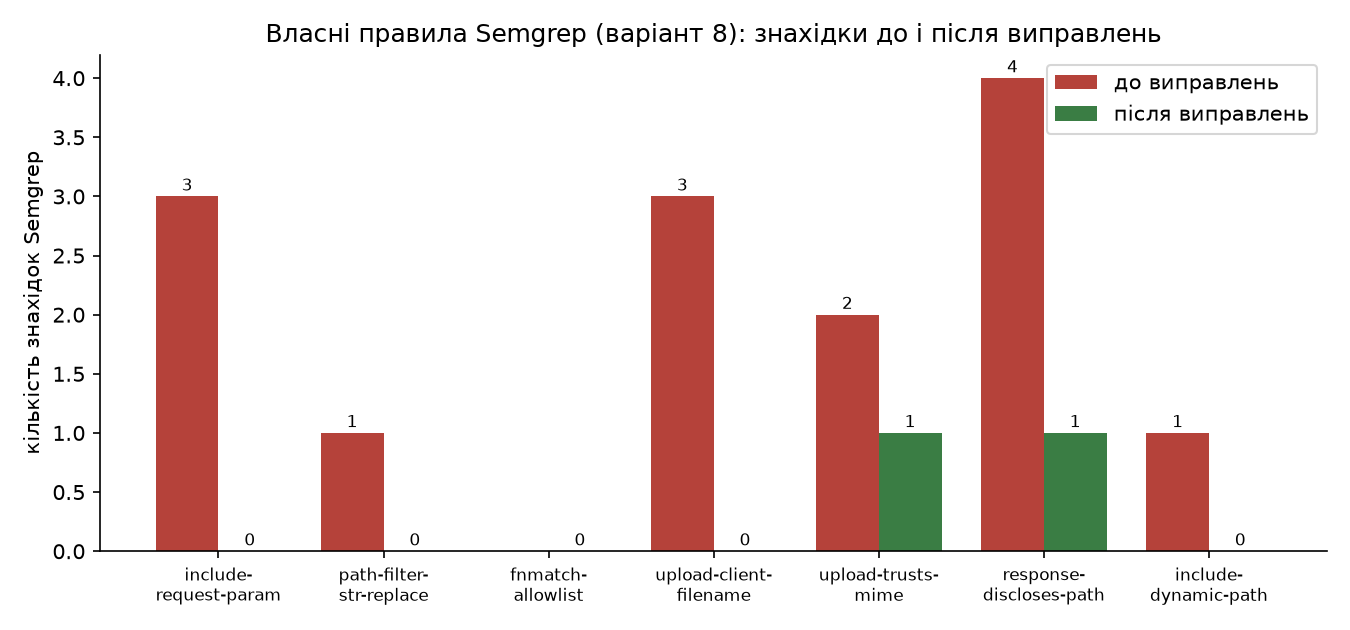 Власні правила Semgrep (варіант 8): знахідки до і після виправлень
кількість знахідок Semgrep
4.0
3.5
3.0
2.5
2.0
1.5
1.0
0.5
0.0
до виправлень
після виправлень
3
0
1
0
0
3
0
2
1
4
1
1
0
include-
request-param
path-filter-
str-replace
fnmatch-
allowlist
upload-client-
filename
upload-trusts-
mime
response-
discloses-path
include-
dynamic-path